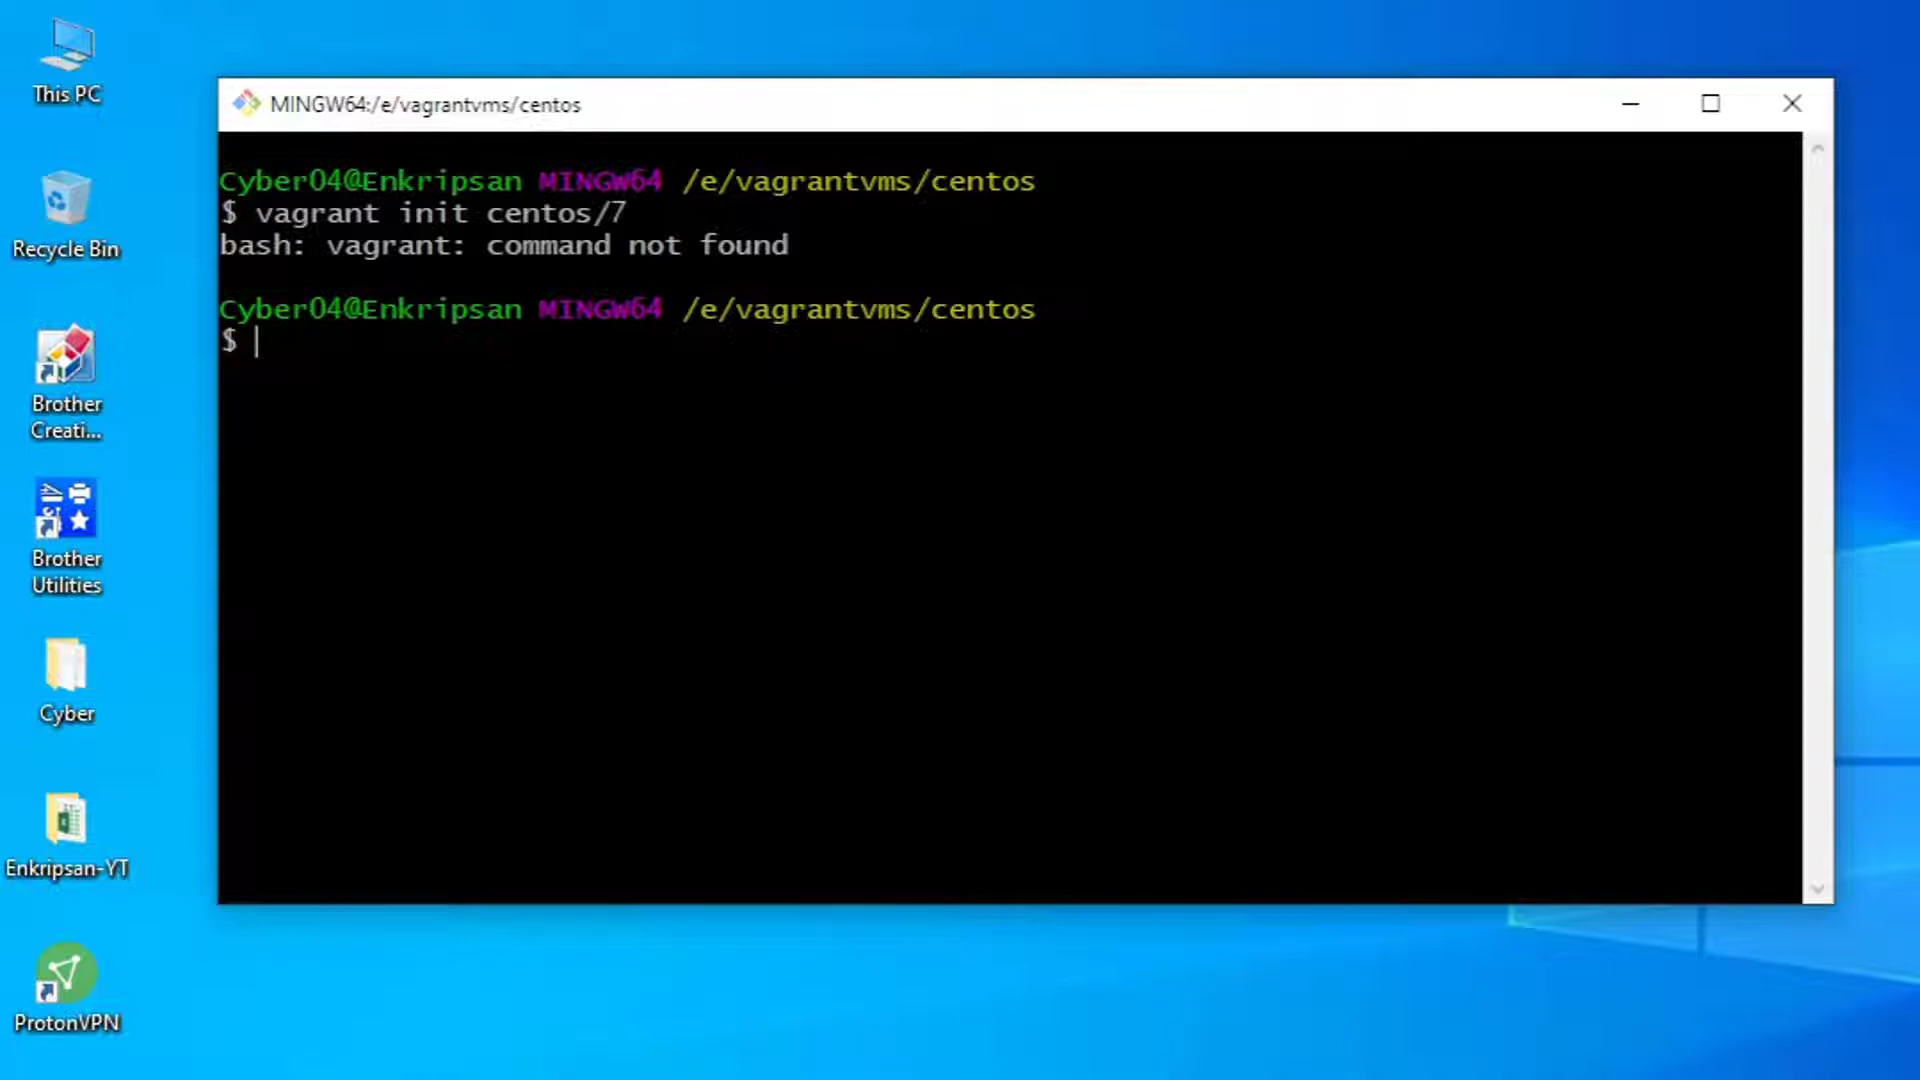 This PC
Recycle Bin
Brother
Creati...
Brother
Utilities
Cyber
Enkripsan-YT
ProtonVPN
MINGW64:/e/vagrantvms/centos
Cyber04@Enkripsan MINGW64 /e/vagrantvms/centos
$ vagrant init centos/7
bash: vagrant: command not found
Cyber04@Enkripsan MINGW64 /e/vagrantvms/centos
$